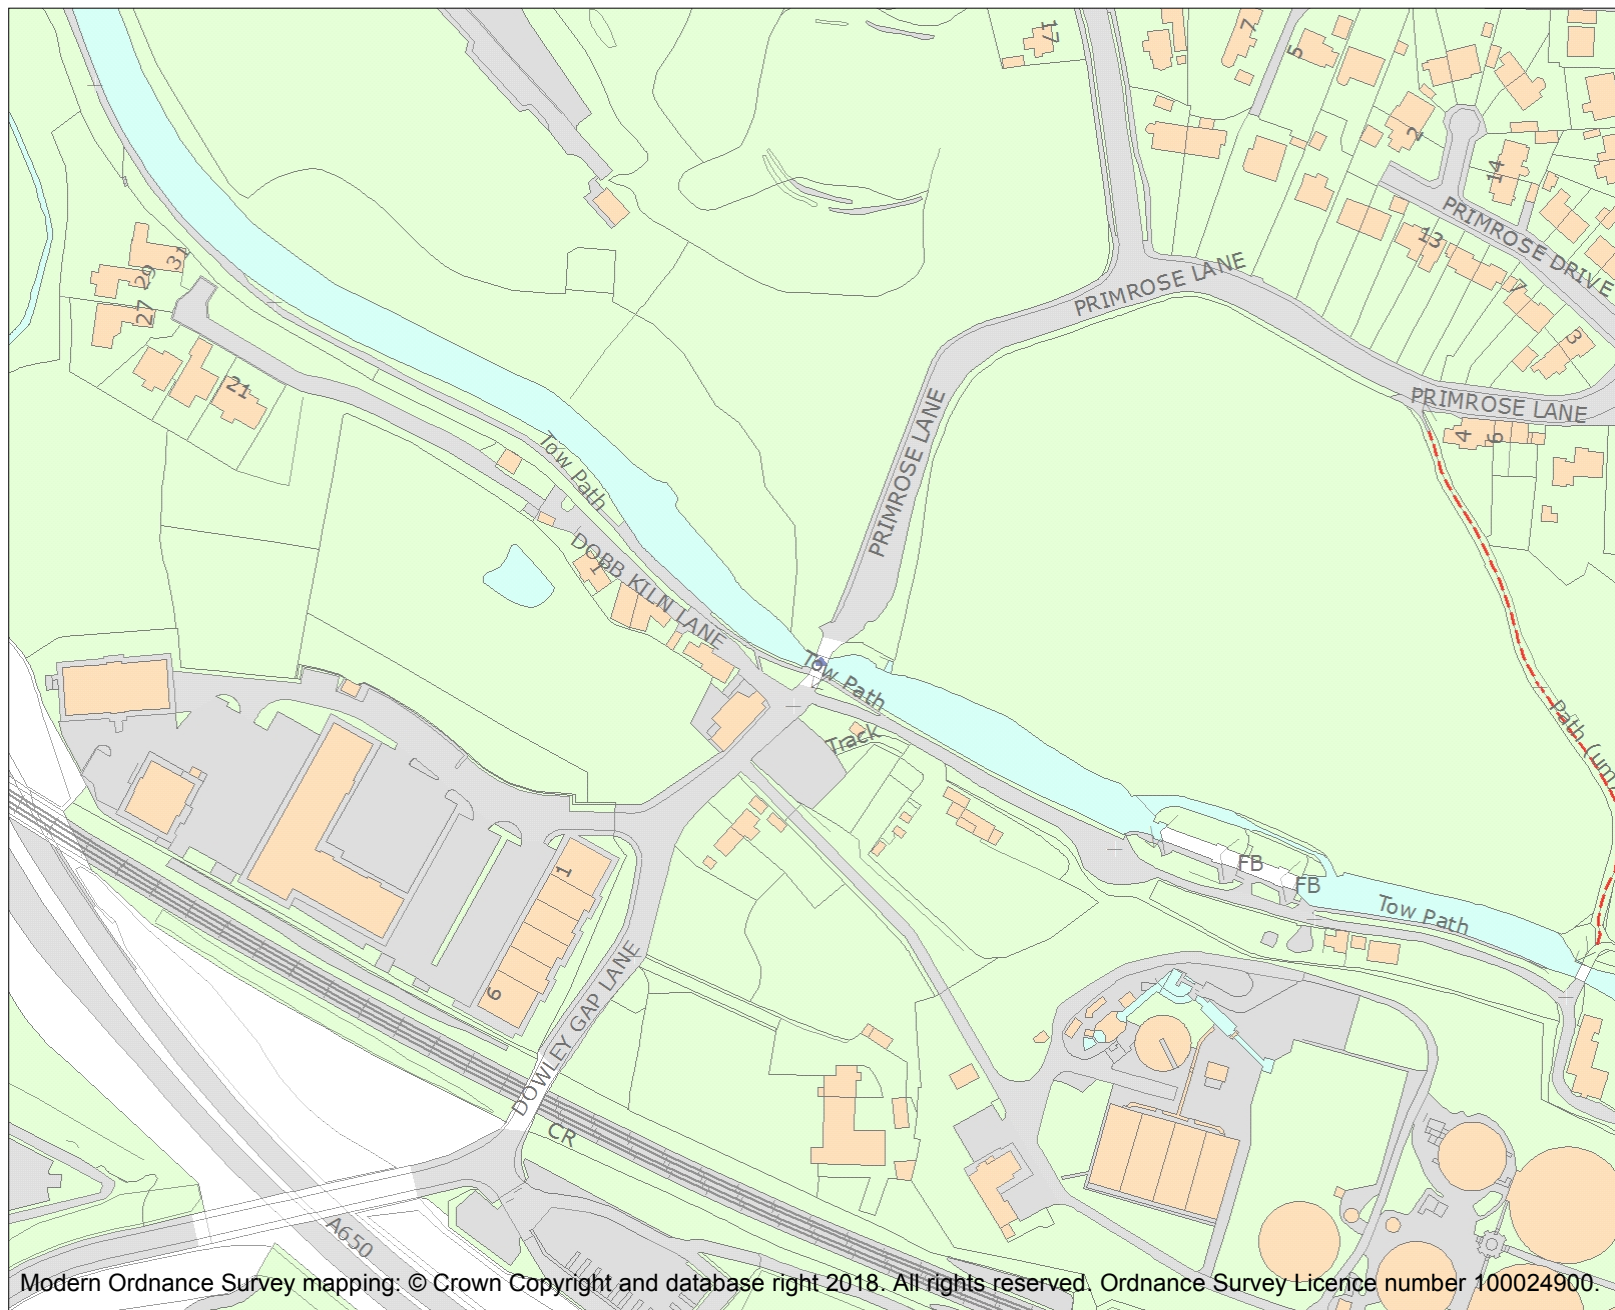 17
7
5
2
14
PRIMROSE DRIVE
13
7
3
PRIMROSE LANE
PRIMROSE LANE
4
6
PRIMROSE LANE
31
29
27
21
Tow Path
DOBB KILN LANE
1
Tow Path
Track
Path (um
FB
FB
Tow Path
1
6
DOWLEY GAP LANE
CR
A650
Modern Ordnance Survey mapping: © Crown Copyright and database right 2018. All rights reserved. Ordnance Survey Licence number 100024900.